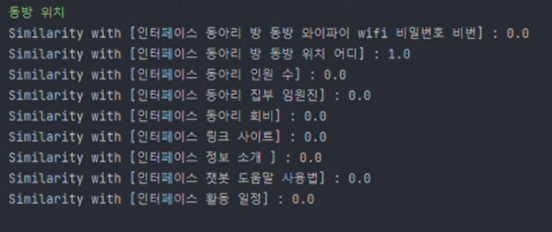 동방 위치
Similarity with [인터페이스 동아리 방 동방 와이파이 wifi 비밀번호 비번] : 0.0
Similarity with [인터페이스 동아리 방 동방 위치 어디] : 1.0
Similarity with [인터페이스 동아리 인원 수] : 0.0
Similarity with [인터페이스 동아리 집부 임원진] : 0.0
Similarity with [인터페이스 동아리 회비] : 0.0
Similarity with [인터페이스 링크 사이트] : 0.0
Similarity with [인터페이스 정보 소개 ] : 0.0
Similarity with [인터페이스 챗봇 도움말 사용법] : 0.0
Similarity with [인터페이스 활동 일정] : 0.0